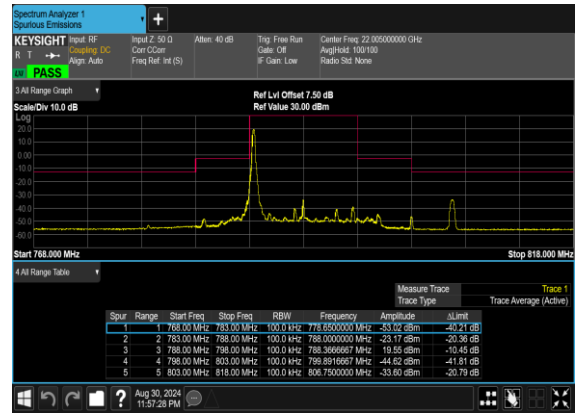 Spectrum Analyzer 1
Spurious Emissions
KEYSIGHT Input: RF Input Z: 50 Ω Atten: 40 dB Trig: Free Run Center Freq: 22.005000000 GHz
R T Coupling: DC Corr CCorr Gate: Off Avg|Hold: 100/100
Align: Auto Freq Ref: Int (S) IF Gain: Low Radio Std: None
PASS
3 All Range Graph Ref Lvl Offset 7.50 dB
Scale/Div 10.0 dB Ref Value 30.00 dBm
Log
20.0
10.0
0.00
-10.0
-20.0
-30.0
-40.0
-50.0
-60.0
Start 768.000 MHz Stop 818.000 MHz
4 All Range Table
Measure Trace Trace 1
Trace Type Trace Average (Active)
Spur Range Start Freq Stop Freq RBW Frequency Amplitude ΔLimit
1 1 768.00 MHz 783.00 MHz 100.0 kHz 778.6500000 MHz -53.02 dBm -40.21 dB
2 2 783.00 MHz 788.00 MHz 100.0 kHz 788.0000000 MHz -23.17 dBm -20.36 dB
3 3 788.00 MHz 798.00 MHz 100.0 kHz 788.3666667 MHz 19.55 dBm -10.45 dB
4 4 798.00 MHz 803.00 MHz 100.0 kHz 799.8916667 MHz -44.62 dBm -41.81 dB
5 5 803.00 MHz 818.00 MHz 100.0 kHz 806.7500000 MHz -33.60 dBm -20.79 dB
Aug 30, 2024
11:57:28 PM